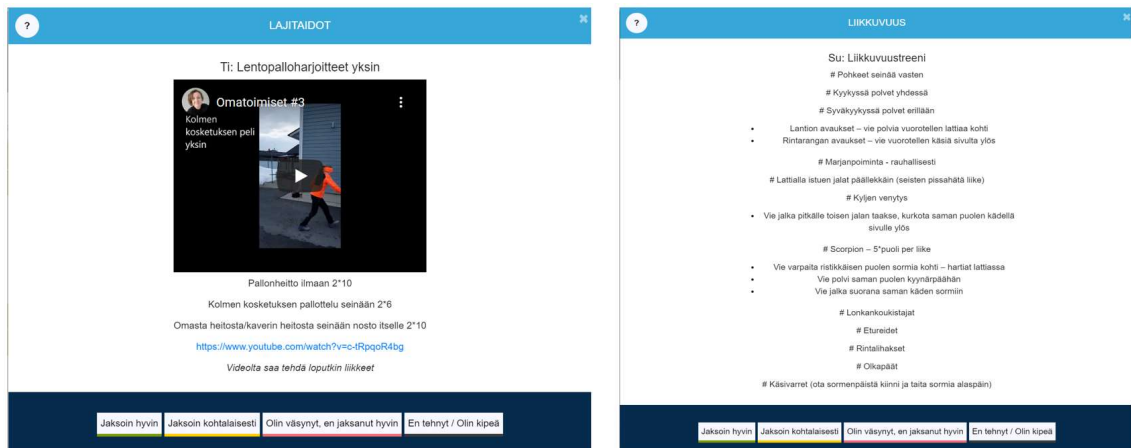 ?
LAJITAIDOT
Ti: Lentopalloharjoitteet yksin
Omatoimiset #3
Kolmen
kosketuksen peli
yksin
Pallonheitto ilmaan 2*10
Kolmen kosketuksen pallottelu seinään 2*6
Omasta heitosta/kaverin heitosta seinään nosto itselle 2*10
https://www.youtube.com/watch?v=c-tRpqoR4bg
Videolta saa tehdä loputkin liikkeet
Jaksoin hyvin
Jaksoin kohtalaisesti
Olin väsynyt, en jaksanut hyvin
En tehnyt / Olin kipeä
?
LIIKKUVUUS
Su: Liikkuvuustreeni
# Pohkeet seinää vasten
# Kyykyssä polvet yhdessä
# Syväkyykyssä polvet erillään
• Lantion avaukset – vie polvia vuorotellen lattiaa kohti
• Rintarangan avaukset – vie vuorotellen käsiä sivulta ylös
# Marjanpoiminta - rauhallisesti
# Lattialla istuen jalat päällekkäin (seisten pissahätä liike)
# Kyljen venytys
• Vie jalka pitkälle toisen jalan taakse, kurkota saman puolen kädellä
sivulle ylös
# Scorpion – 5*puoli per liike
• Vie varpaita ristikkäisen puolen sormia kohti – hartiat lattiassa
• Vie polvi saman puolen kyynärpäähän
• Vie jalka suorana saman käden sormiin
# Lonkankoukistajat
# Etureidet
# Rintalihakset
# Olkapäät
# Käsivarret (ota sormenpäistä kiinni ja taita sormia alaspäin)
Jaksoin hyvin
Jaksoin kohtalaisesti
Olin väsynyt, en jaksanut hyvin
En tehnyt / Olin kipeä